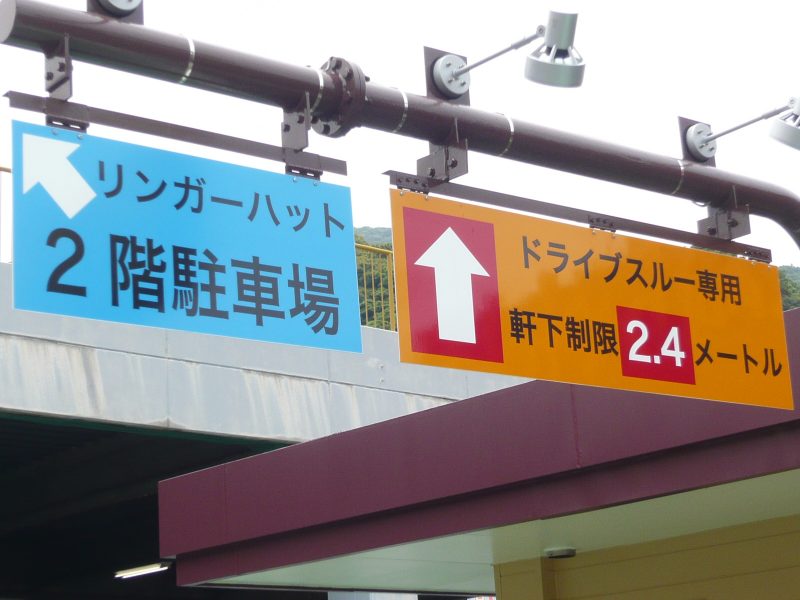 リンガーハット
2階駐車場
ドライブスルー専用
軒下制限2.4メートル